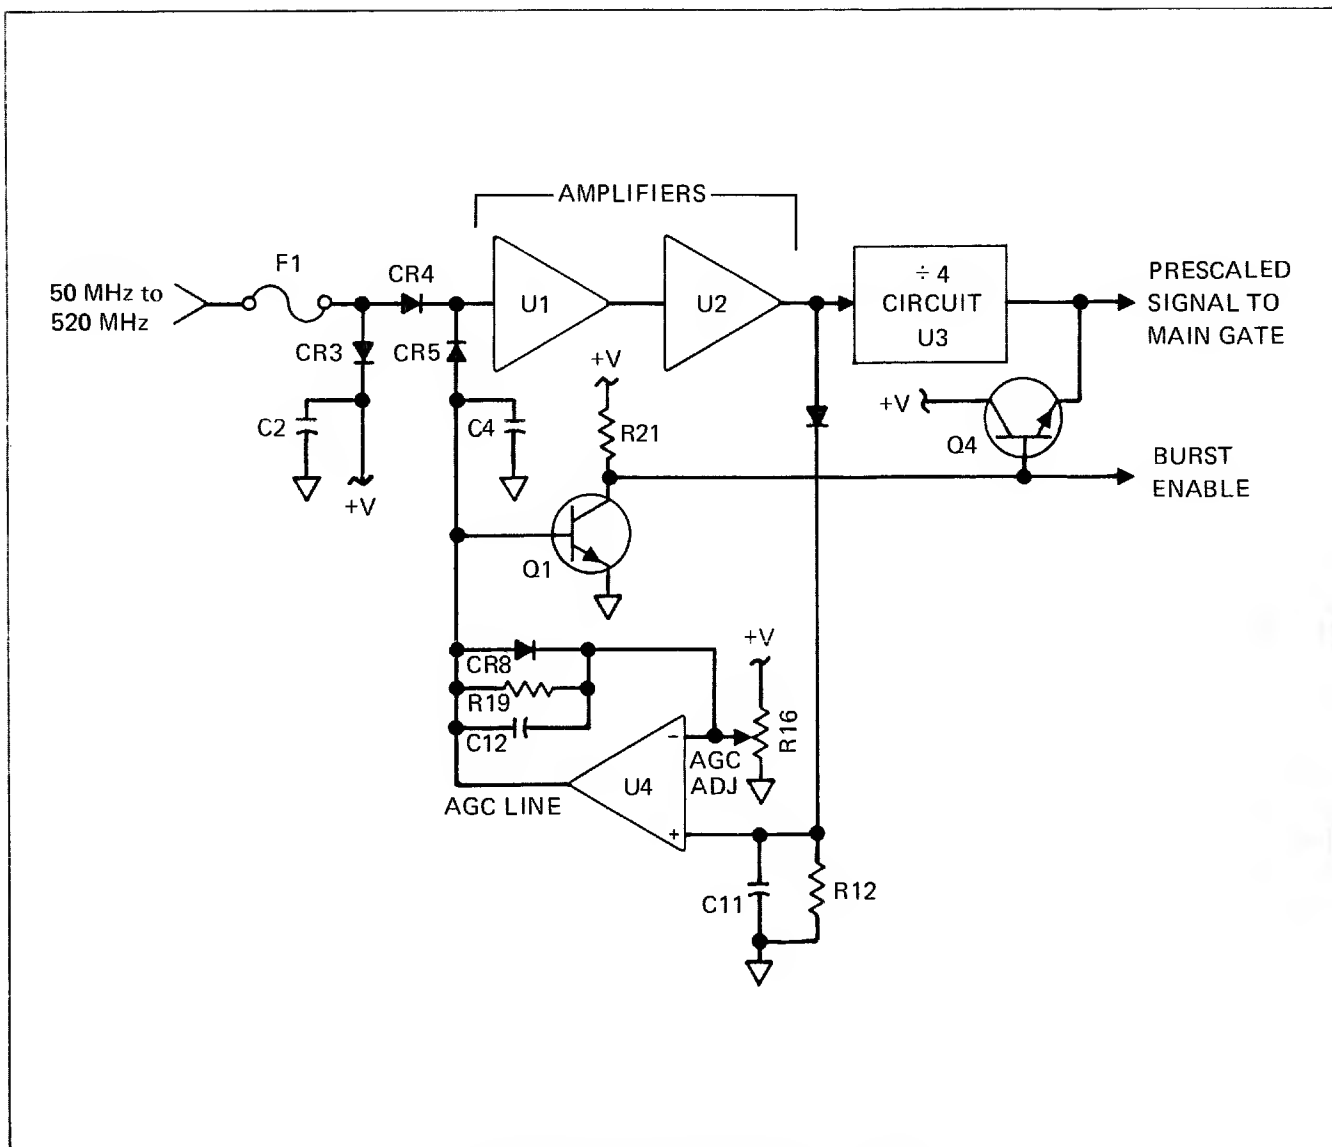 AMPLIFIERS
F1
CR4
50 MHz to
520 MHz
U1
U2
÷ 4
CIRCUIT
U3
PRESCALED
SIGNAL TO
MAIN GATE
CR3
CR5
+V
+V
C2
C4
R21
Q4
+V
BURST
ENABLE
Q1
+V
CR8
R19
C12
R16
−
AGC
ADJ
U4
AGC LINE
+
C11
R12